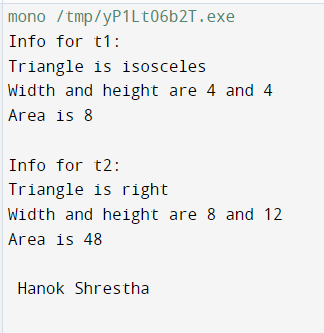 mono /tmp/yP1Lt06b2T.exe
Info for t1:
Triangle is isosceles
Width and height are 4 and 4
Area is 8
Info for t2:
Triangle is right
Width and height are 8 and 12
Area is 48
Hanok Shrestha